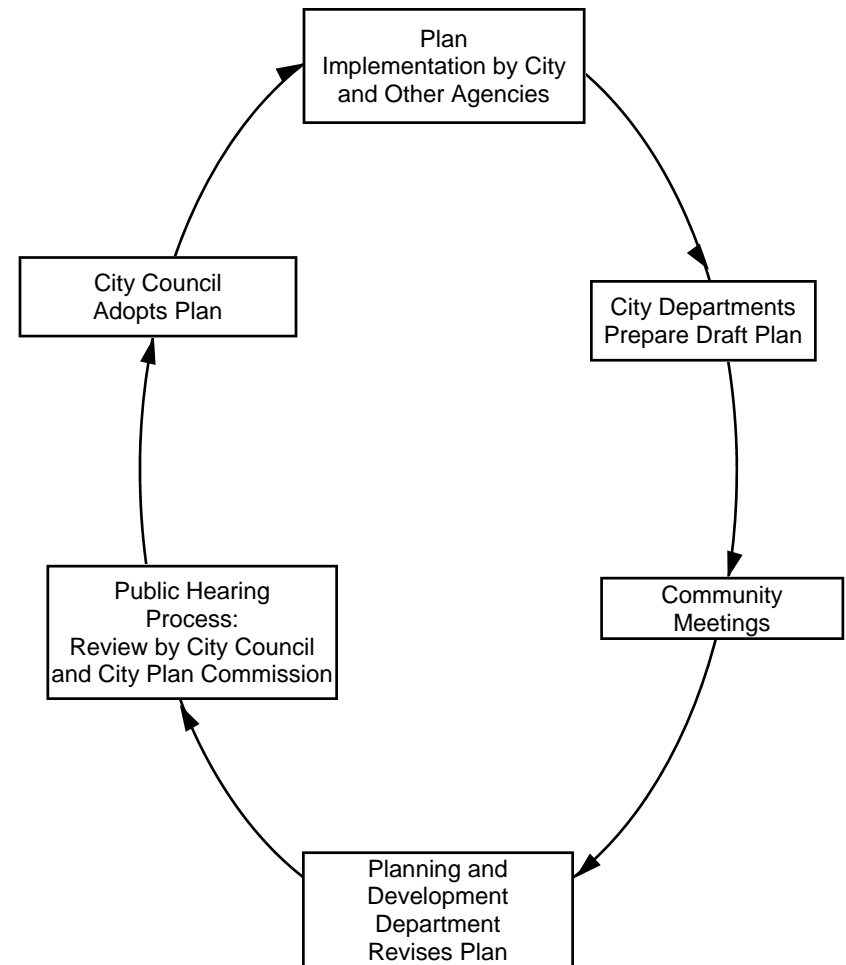 Plan
Implementation by City
and Other Agencies
City Departments
Prepare Draft Plan
Community
Meetings
Planning and
Development
Department
Revises Plan
Public Hearing
Process:
Review by City Council
and City Plan Commission
City Council
Adopts Plan